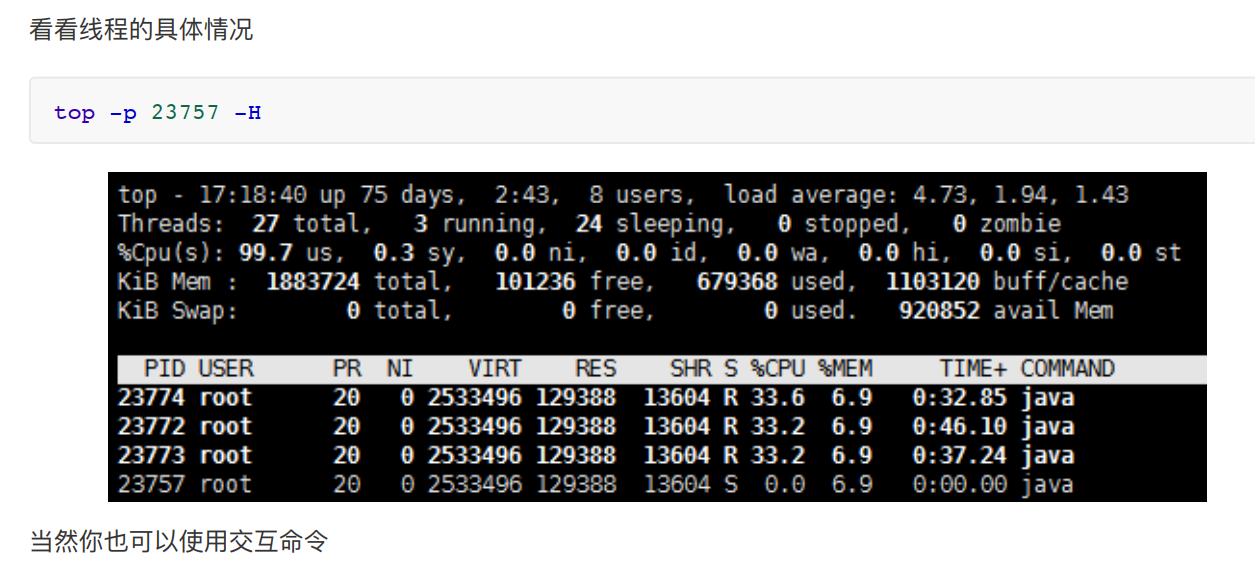 看看线程的具体情况
top -p 23757 -H
top - 17:18:40 up 75 days,  2:43,  8 users,  load average: 4.73, 1.94, 1.43
Threads:  27 total,   3 running,  24 sleeping,   0 stopped,   0 zombie
%Cpu(s): 99.7 us,  0.3 sy,  0.0 ni,  0.0 id,  0.0 wa,  0.0 hi,  0.0 si,  0.0 st
KiB Mem :  1883724 total,   101236 free,   679368 used,  1103120 buff/cache
KiB Swap:        0 total,        0 free,        0 used.   920852 avail Mem
PID USER      PR  NI    VIRT    RES    SHR S %CPU %MEM     TIME+ COMMAND
23774 root      20   0 2533496 129388  13604 R 33.6  6.9   0:32.85 java
23772 root      20   0 2533496 129388  13604 R 33.2  6.9   0:46.10 java
23773 root      20   0 2533496 129388  13604 R 33.2  6.9   0:37.24 java
23757 root      20   0 2533496 129388  13604 S  0.0  6.9   0:00.00 java
当然你也可以使用交互命令